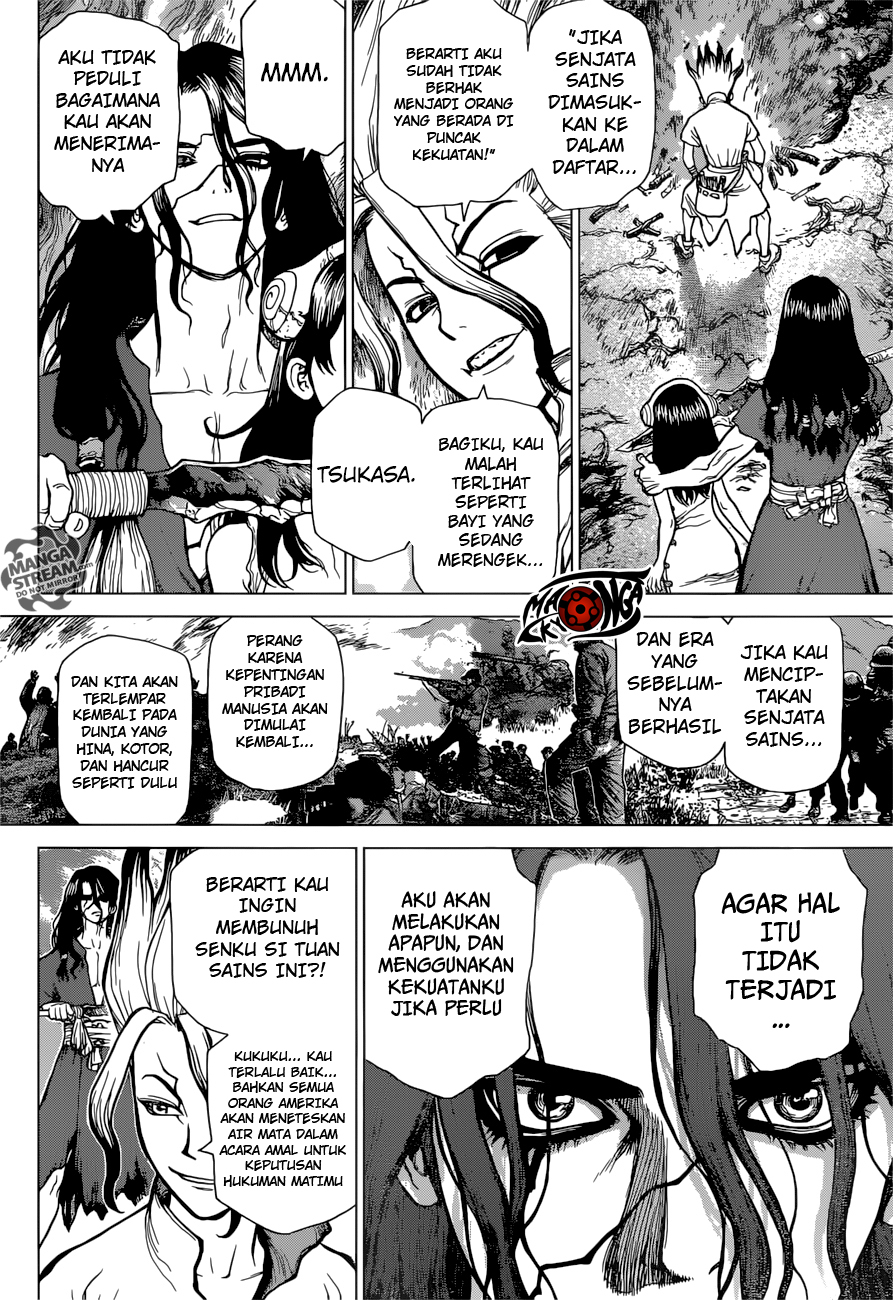 "JIKA
SENJATA
SAINS
DIMASUK-
KAN KE
DALAM
DAFTAR...
BERARTI AKU
SUDAH TIDAK
BERHAK
MENJADI ORANG
YANG BERADA DI
PUNCAK
KEKUATAN!"
BAGIKU, KAU
MALAH
TERLIHAT
SEPERTI
BAYI YANG
SEDANG
MERENGEK...
TSUKASA.
MMM.
AKU TIDAK
PEDULI
BAGAIMANA
KAU AKAN
MENERIMA-
NYA
MANGA
STREAM.com
DO NOT MIRROR!
MANGA
KYO
JIKA KAU
MENCIP-
TAKAN
SENJATA
SAINS...
DAN ERA
YANG
SEBELUM-
NYA
BERHASIL
PERANG
KARENA
KEPENTINGAN
PRIBADI
MANUSIA AKAN
DIMULAI
KEMBALI...
DAN KITA AKAN
TERLEMPAR
KEMBALI PADA
DUNIA YANG
HINA, KOTOR,
DAN HANCUR
SEPERTI DULU
AGAR HAL
ITU
TIDAK
TERJADI
...
AKU AKAN
MELAKUKAN
APAPUN, DAN
MENGGUNAKAN
KEKUATANKU
JIKA PERLU
BERARTI KAU
INGIN
MEMBUNUH
SENKU SI TUAN
SAINS INI?!
KUKUKU... KAU
TERLALU BAIK...
BAHKAN SEMUA
ORANG AMERIKA
AKAN MENETESKAN
AIR MATA DALAM
ACARA AMAL UNTUK
KEPUTUSAN
HUKUMAN MATIMU